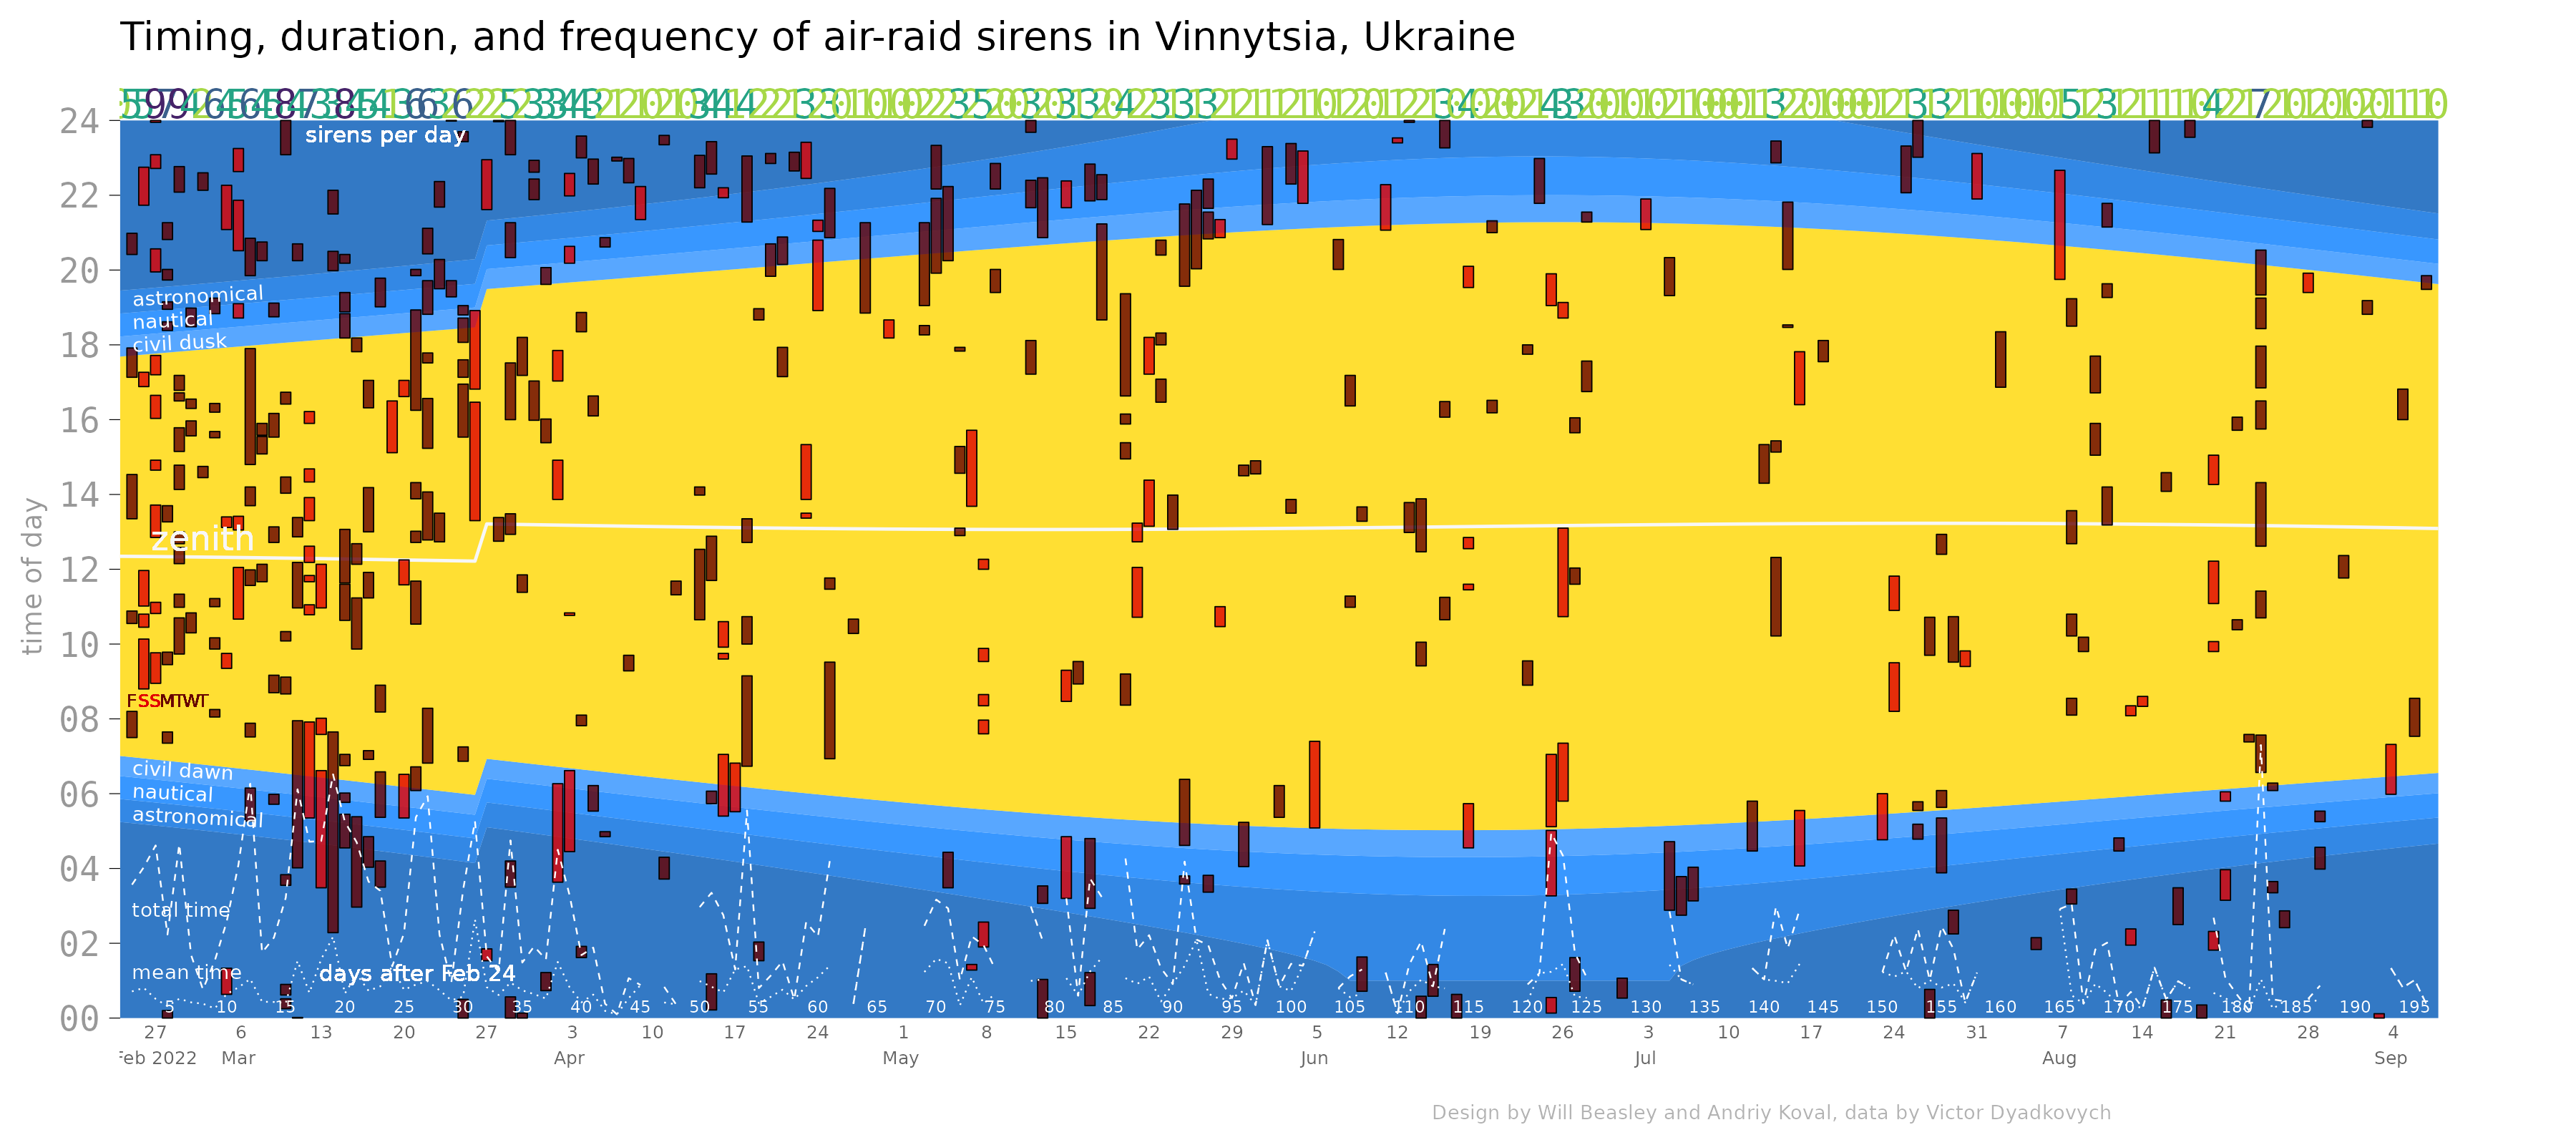 Timing, duration, and frequency of air-raid sirens in Vinnytsia, Ukraine
24
sirens per day
22
20
astronomical
nautical
18
civil dusk
16
14
zenith
12
10
FSSMTWT
08
civil dawn
06
nautical
astronomical
04
total time
02
mean time
days after Feb 24
00
5 10 15 20 25 30 35 40 45 50 55 60 65 70 75 80 85 90 95 100 105 110 115 120 125 130 135 140 145 150 155 160 165 170 175 180 185 190 195
time of day
27 6 13 20 27 3 10 17 24 1 8 15 22 29 5 12 19 26 3 10 17 24 31 7 14 21 28 4
Feb 2022 Mar Apr May Jun Jul Aug Sep
Design by Will Beasley and Andriy Koval, data by Victor Dyadkovych